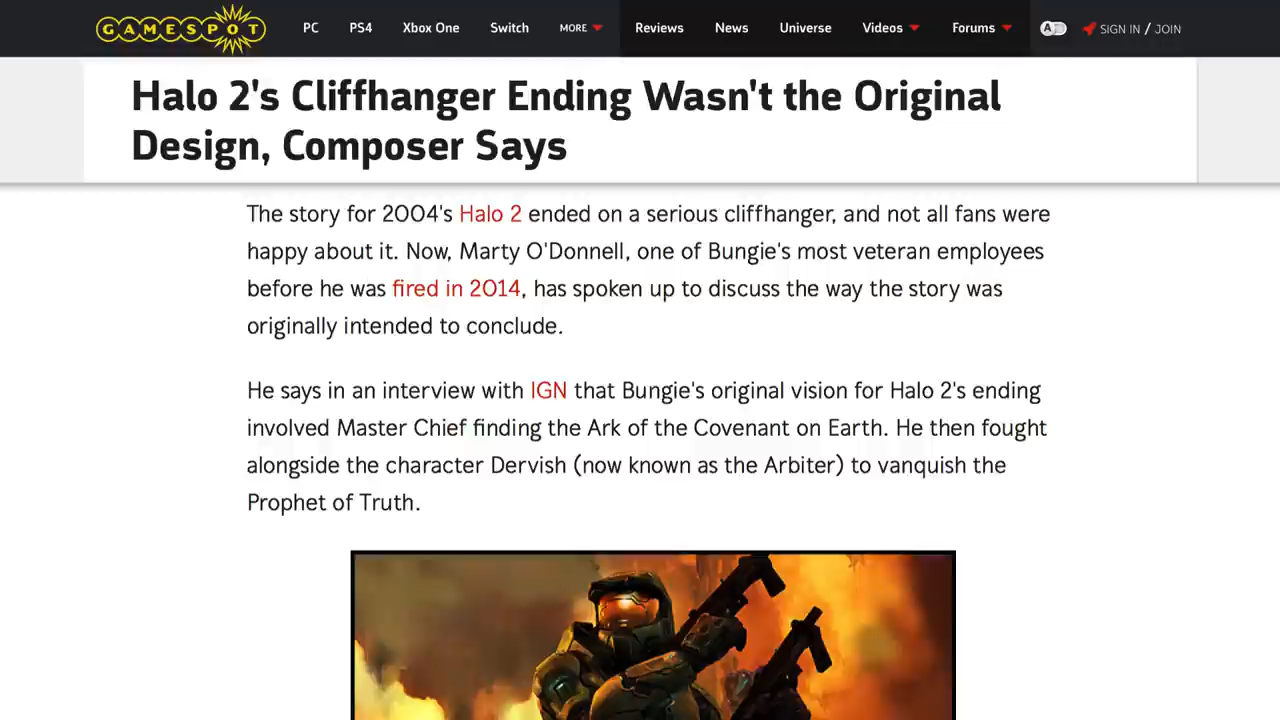 GAMESPOT PC PS4 Xbox One Switch MORE Reviews News Universe Videos Forums A SIGN IN / JOIN
Halo 2's Cliffhanger Ending Wasn't the Original
Design, Composer Says
The story for 2004's Halo 2 ended on a serious cliffhanger, and not all fans were
happy about it. Now, Marty O'Donnell, one of Bungie's most veteran employees
before he was fired in 2014, has spoken up to discuss the way the story was
originally intended to conclude.
He says in an interview with IGN that Bungie's original vision for Halo 2's ending
involved Master Chief finding the Ark of the Covenant on Earth. He then fought
alongside the character Dervish (now known as the Arbiter) to vanquish the
Prophet of Truth.